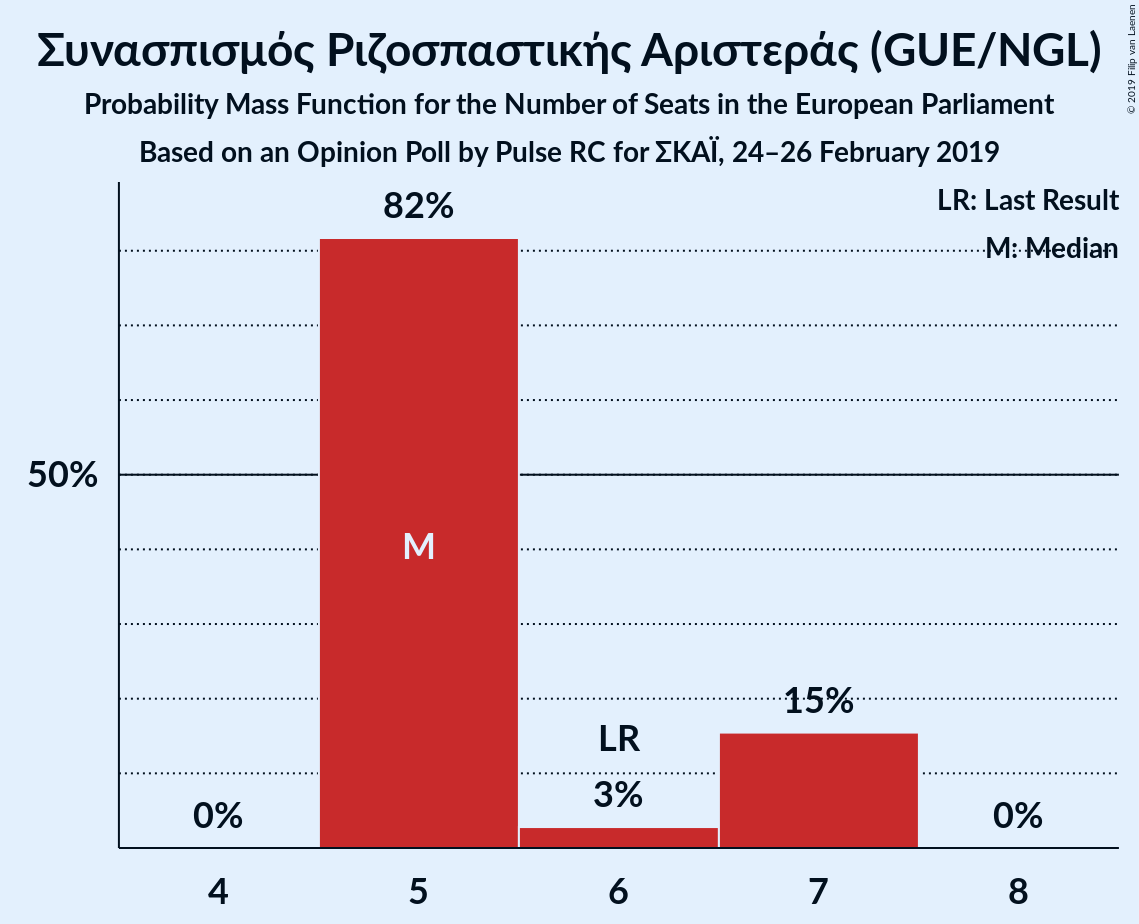 Συνασπισμός Ριζοσπαστικής Αριστεράς (GUE/NGL)
Probability Mass Function for the Number of Seats in the European Parliament
Based on an Opinion Poll by Pulse RC for ΣΚΑΪ, 24–26 February 2019
© 2019 Filip van Laenen
LR: Last Result
M: Median
82%
50%
M
15%
LR
3%
0%
0%
4
5
6
7
8